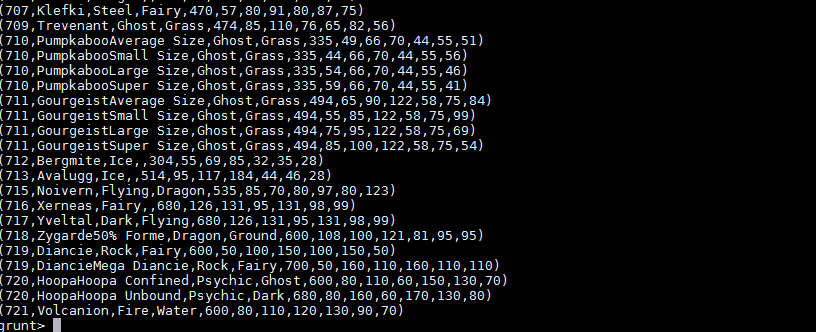 (707,Klefki,Steel,Fairy,470,57,80,91,80,87,75)
(709,Trevenant,Ghost,Grass,474,85,110,76,65,82,56)
(710,PumpkabooAverage Size,Ghost,Grass,335,49,66,70,44,55,51)
(710,PumpkabooSmall Size,Ghost,Grass,335,44,66,70,44,55,56)
(710,PumpkabooLarge Size,Ghost,Grass,335,54,66,70,44,55,46)
(710,PumpkabooSuper Size,Ghost,Grass,335,59,66,70,44,55,41)
(711,GourgeistAverage Size,Ghost,Grass,494,65,90,122,58,75,84)
(711,GourgeistSmall Size,Ghost,Grass,494,55,85,122,58,75,99)
(711,GourgeistLarge Size,Ghost,Grass,494,75,95,122,58,75,69)
(711,GourgeistSuper Size,Ghost,Grass,494,85,100,122,58,75,54)
(712,Bergmite,Ice,,304,55,69,85,32,35,28)
(713,Avalugg,Ice,,514,95,117,184,44,46,28)
(715,Noivern,Flying,Dragon,535,85,70,80,97,80,123)
(716,Xerneas,Fairy,,680,126,131,95,131,98,99)
(717,Yveltal,Dark,Flying,680,126,131,95,131,98,99)
(718,Zygarde50% Forme,Dragon,Ground,600,108,100,121,81,95,95)
(719,Diancie,Rock,Fairy,600,50,100,150,100,150,50)
(719,DiancieMega Diancie,Rock,Fairy,700,50,160,110,160,110,110)
(720,HoopaHoopa Confined,Psychic,Ghost,600,80,110,60,150,130,70)
(720,HoopaHoopa Unbound,Psychic,Dark,680,80,160,60,170,130,80)
(721,Volcanion,Fire,Water,600,80,110,120,130,90,70)
grunt>